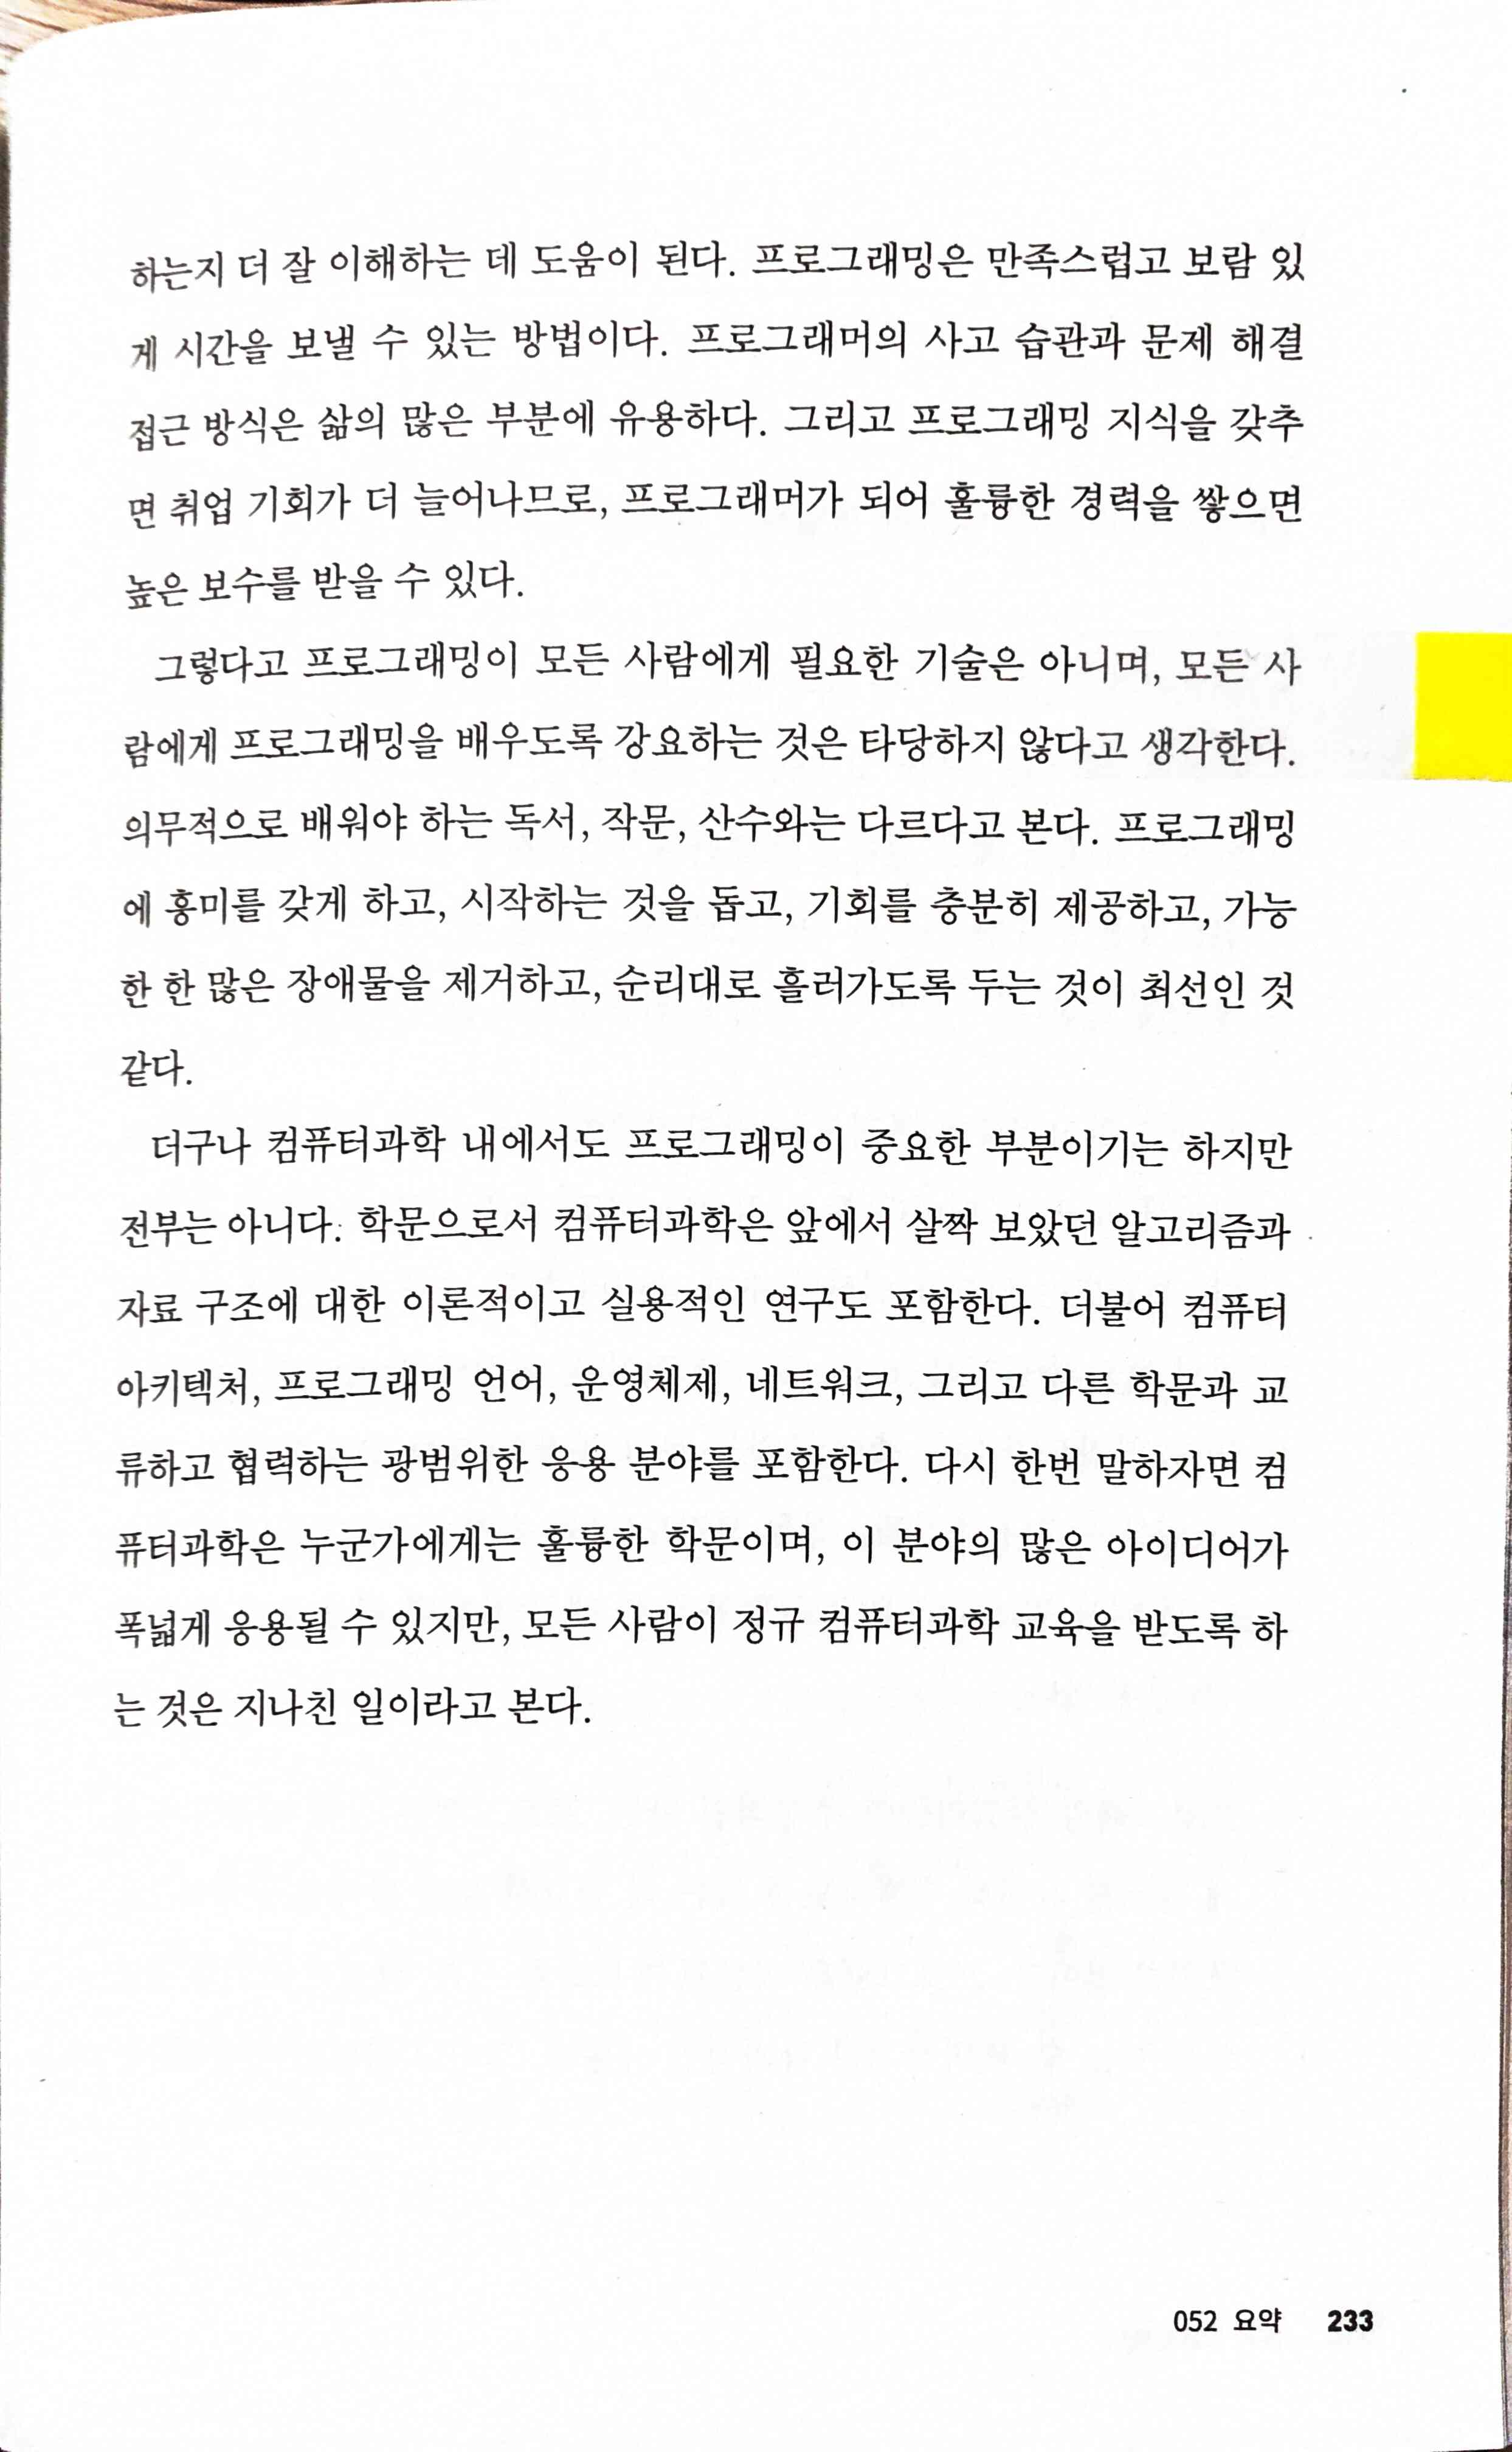 하는지 더 잘 이해하는 데 도움이 된다. 프로그래밍은 만족스럽고 보람 있
게 시간을 보낼 수 있는 방법이다. 프로그래머의 사고 습관과 문제 해결
접근 방식은 삶의 많은 부분에 유용하다. 그리고 프로그래밍 지식을 갖추
면 취업 기회가 더 늘어나므로, 프로그래머가 되어 훌륭한 경력을 쌓으면
높은 보수를 받을 수 있다.
그렇다고 프로그래밍이 모든 사람에게 필요한 기술은 아니며, 모든 사
람에게 프로그래밍을 배우도록 강요하는 것은 타당하지 않다고 생각한다.
의무적으로 배워야 하는 독서, 작문, 산수와는 다르다고 본다. 프로그래밍
에 흥미를 갖게 하고, 시작하는 것을 돕고, 기회를 충분히 제공하고, 가능
한 한 많은 장애물을 제거하고, 순리대로 흘러가도록 두는 것이 최선인 것
같다.
더구나 컴퓨터과학 내에서도 프로그래밍이 중요한 부분이기는 하지만
전부는 아니다. 학문으로서 컴퓨터과학은 앞에서 살짝 보았던 알고리즘과
자료 구조에 대한 이론적이고 실용적인 연구도 포함한다. 더불어 컴퓨터
아키텍처, 프로그래밍 언어, 운영체제, 네트워크, 그리고 다른 학문과 교
류하고 협력하는 광범위한 응용 분야를 포함한다. 다시 한번 말하자면 컴
퓨터과학은 누군가에게는 훌륭한 학문이며, 이 분야의 많은 아이디어가
폭넓게 응용될 수 있지만, 모든 사람이 정규 컴퓨터과학 교육을 받도록 하
는 것은 지나친 일이라고 본다.
052 요약 233